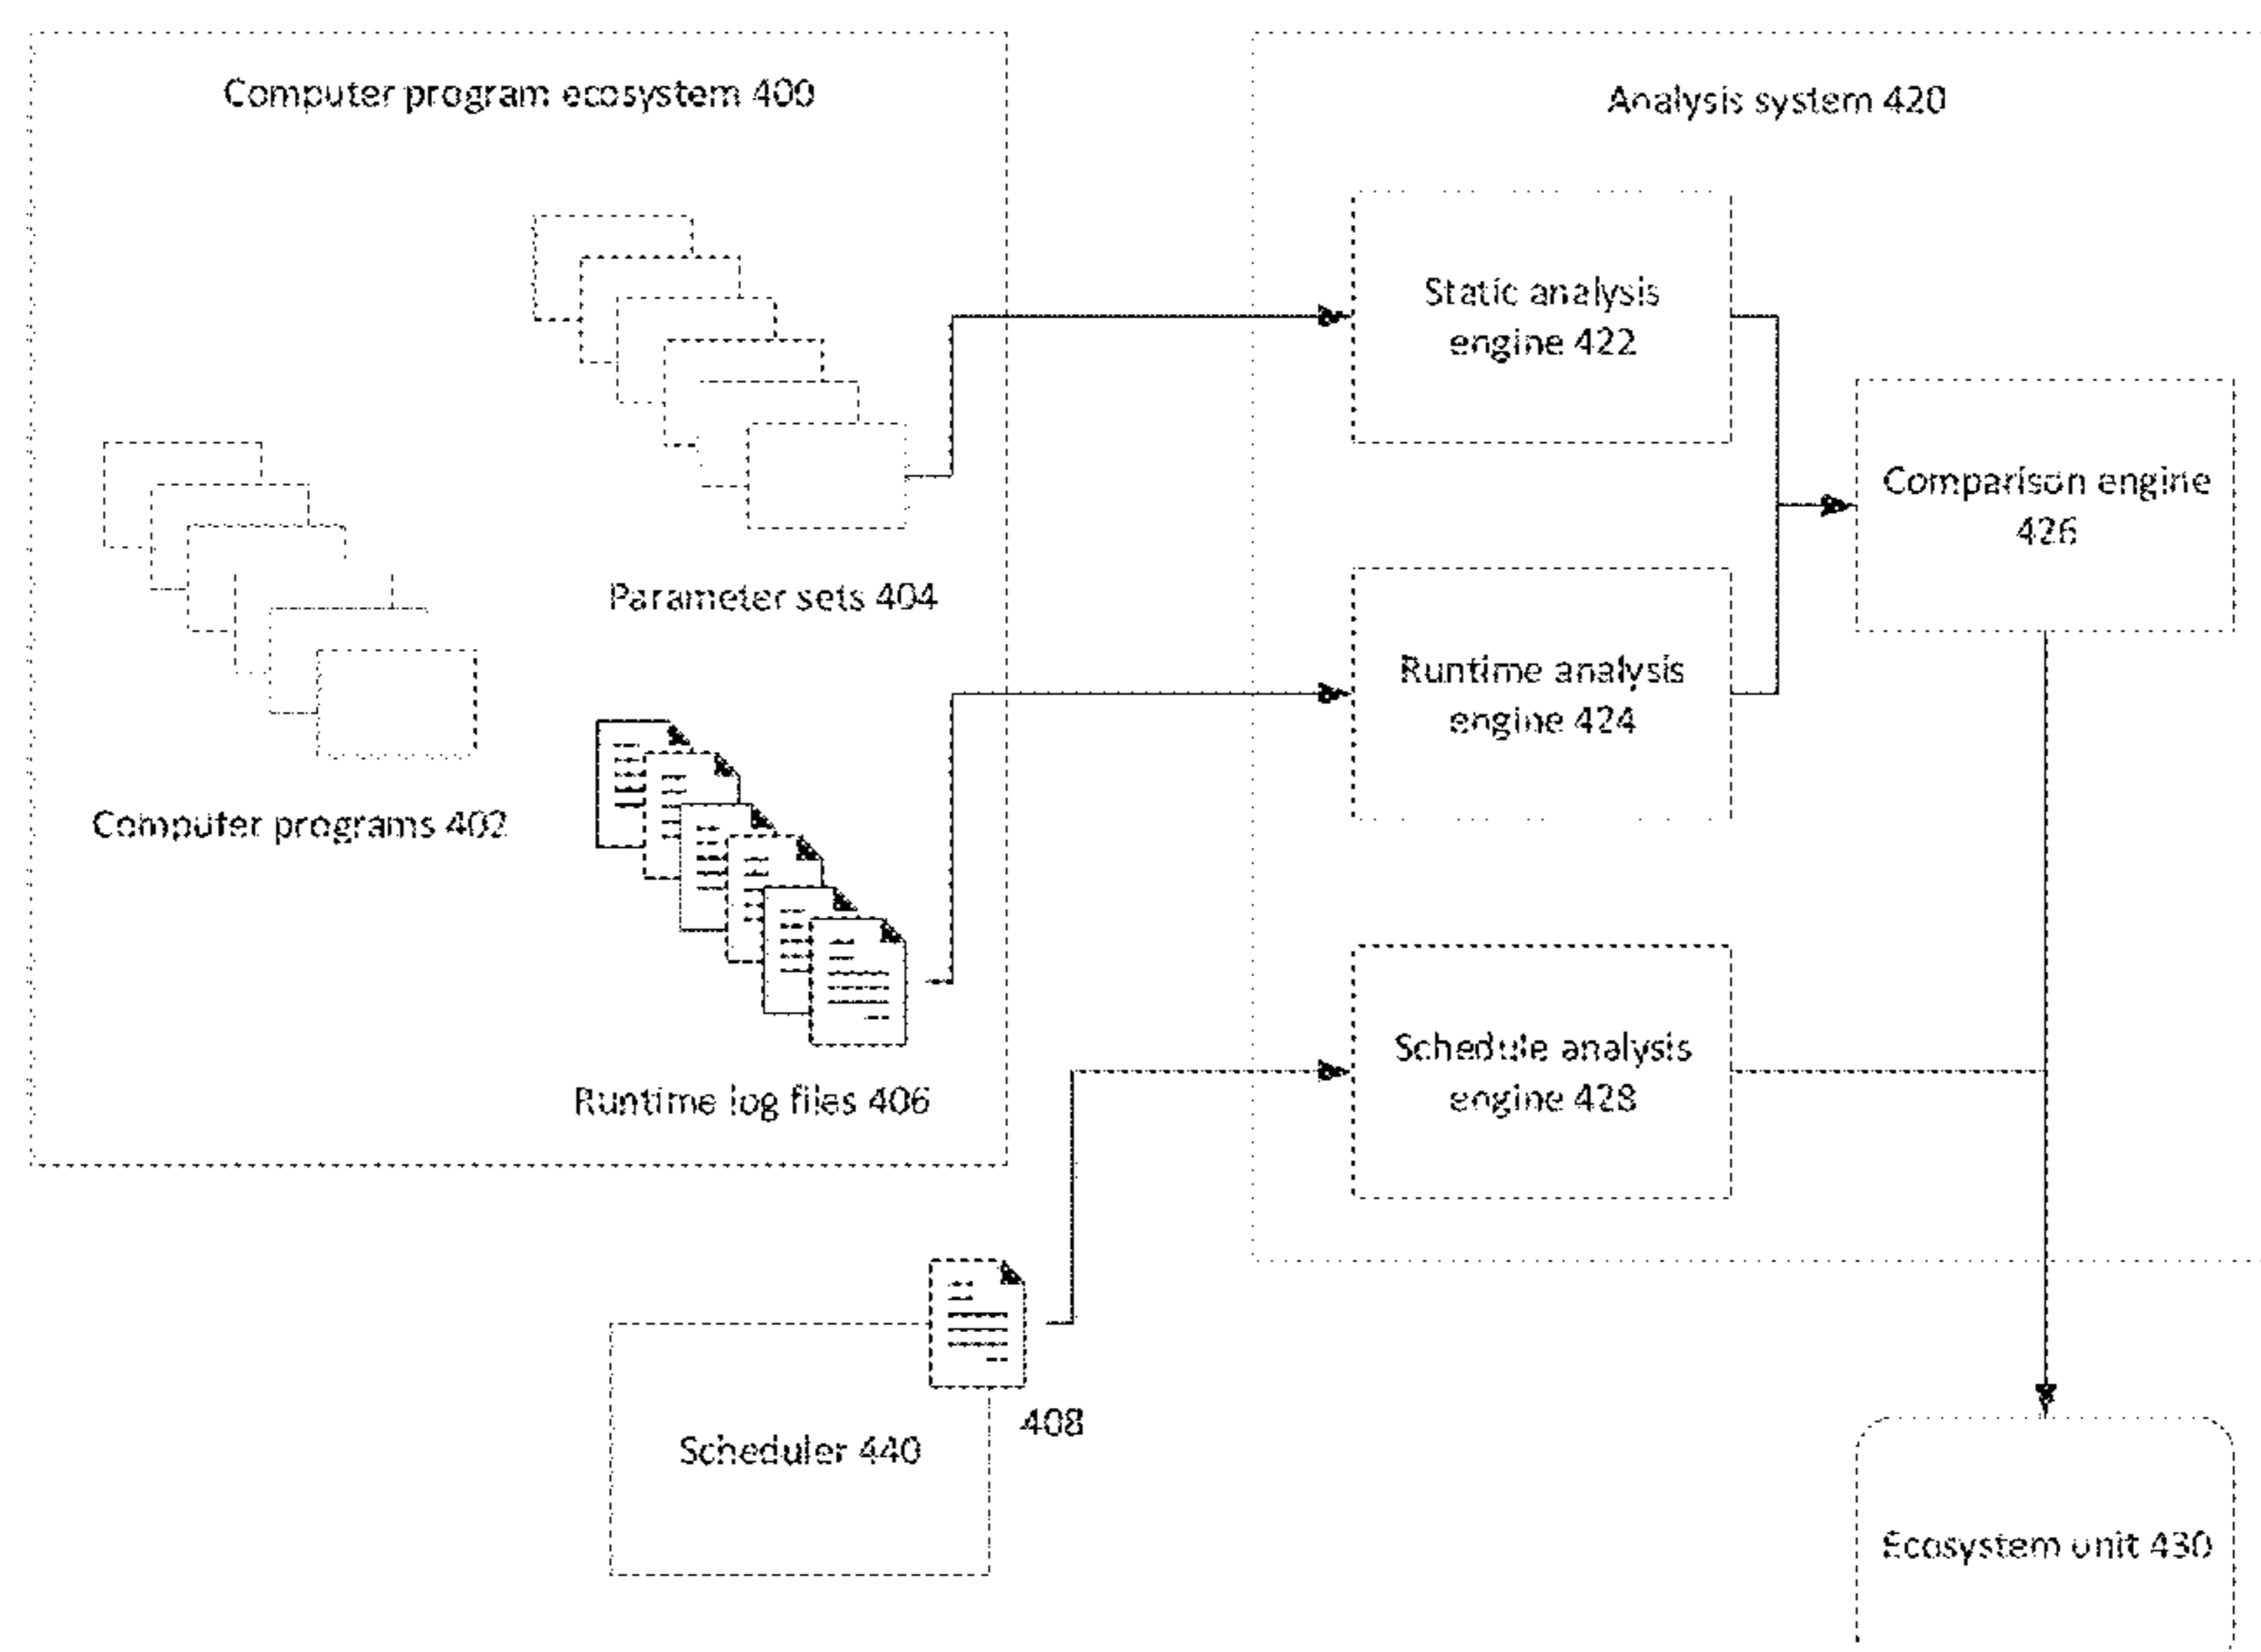 Computer program ecosystem 400
Analysis system 420
Static analysis
engine 422
Comparison engine
426
Parameter sets 404
Runtime analysis
engine 424
Computer programs 402
Schedule analysis
engine 428
Runtime log files 406
408
Scheduler 440
Ecosystem unit 430